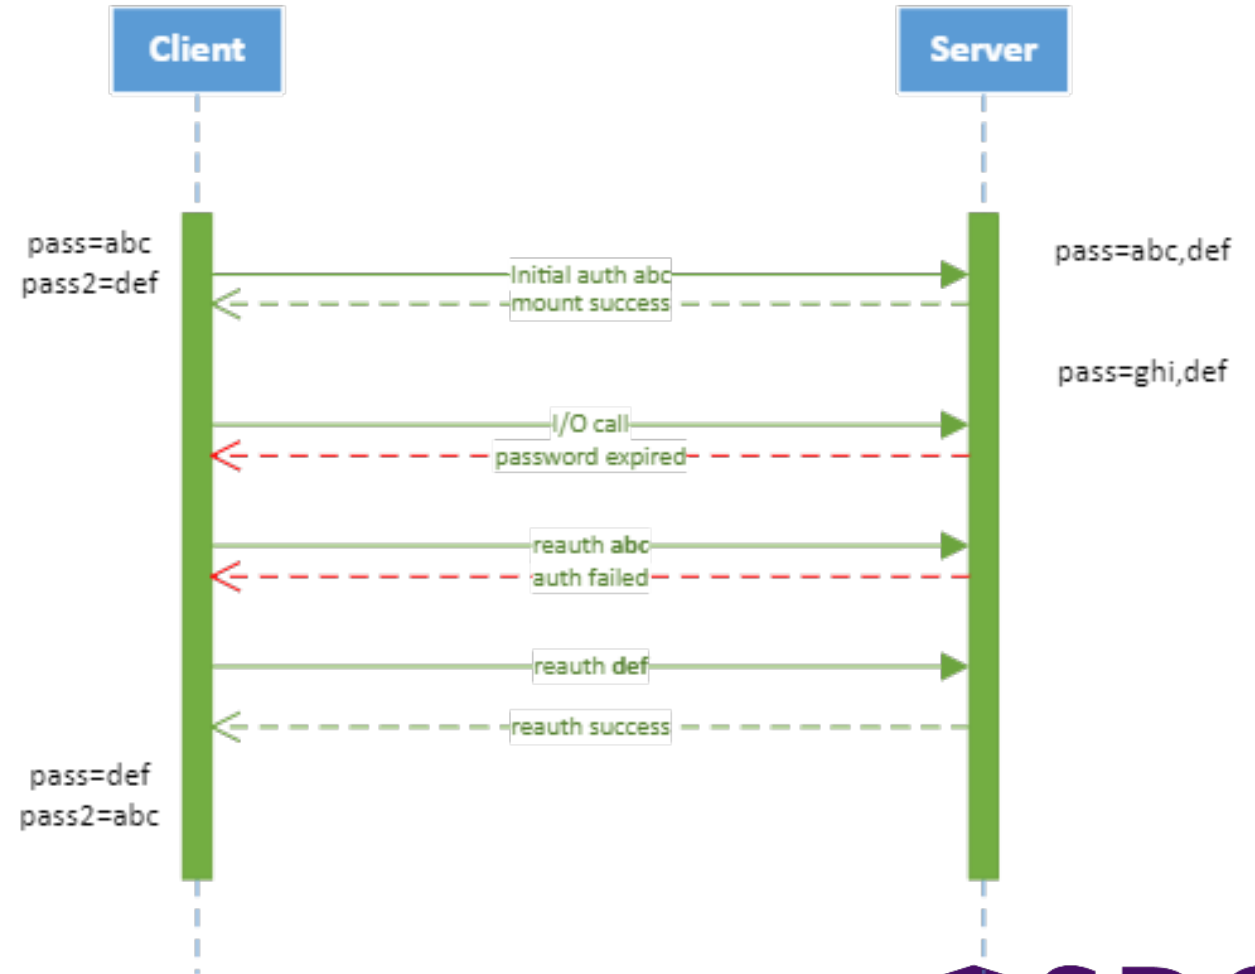 Client
Server
pass=abc
pass2=def
pass=abc,def
Initial auth abc
mount success
pass=ghi,def
I/O call
password expired
reauth abc
auth failed
reauth def
reauth success
pass=def
pass2=abc